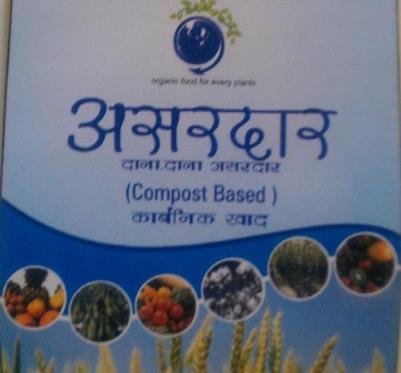 organic food for every plants
असरदार
दाना.दाना असरदार
(Compost Based )
कार्बनिक खाद